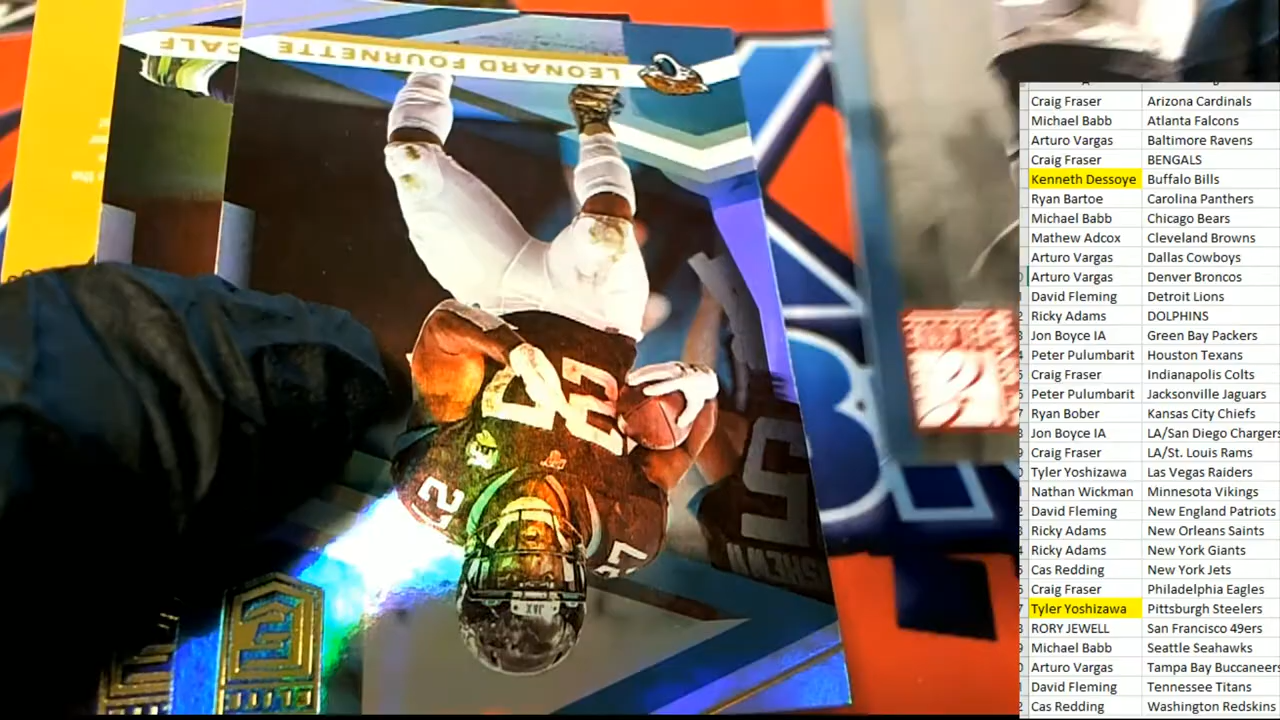 CALF
LEONARD FOURNETTE
27
27
27
JAX
5
Craig Fraser Arizona Cardinals
Michael Babb Atlanta Falcons
Arturo Vargas Baltimore Ravens
Craig Fraser BENGALS
Kenneth Dessoye Buffalo Bills
Ryan Bartoe Carolina Panthers
Michael Babb Chicago Bears
Mathew Adcox Cleveland Browns
Arturo Vargas Dallas Cowboys
Arturo Vargas Denver Broncos
David Fleming Detroit Lions
Ricky Adams DOLPHINS
Jon Boyce IA Green Bay Packers
Peter Pulumbarit Houston Texans
Craig Fraser Indianapolis Colts
Peter Pulumbarit Jacksonville Jaguars
Ryan Bober Kansas City Chiefs
Jon Boyce IA LA/San Diego Chargers
Craig Fraser LA/St. Louis Rams
Tyler Yoshizawa Las Vegas Raiders
Nathan Wickman Minnesota Vikings
David Fleming New England Patriots
Ricky Adams New Orleans Saints
Ricky Adams New York Giants
Cas Redding New York Jets
Craig Fraser Philadelphia Eagles
Tyler Yoshizawa Pittsburgh Steelers
RORY JEWELL San Francisco 49ers
Michael Babb Seattle Seahawks
Arturo Vargas Tampa Bay Buccaneer
David Fleming Tennessee Titans
Cas Redding Washington Redskins